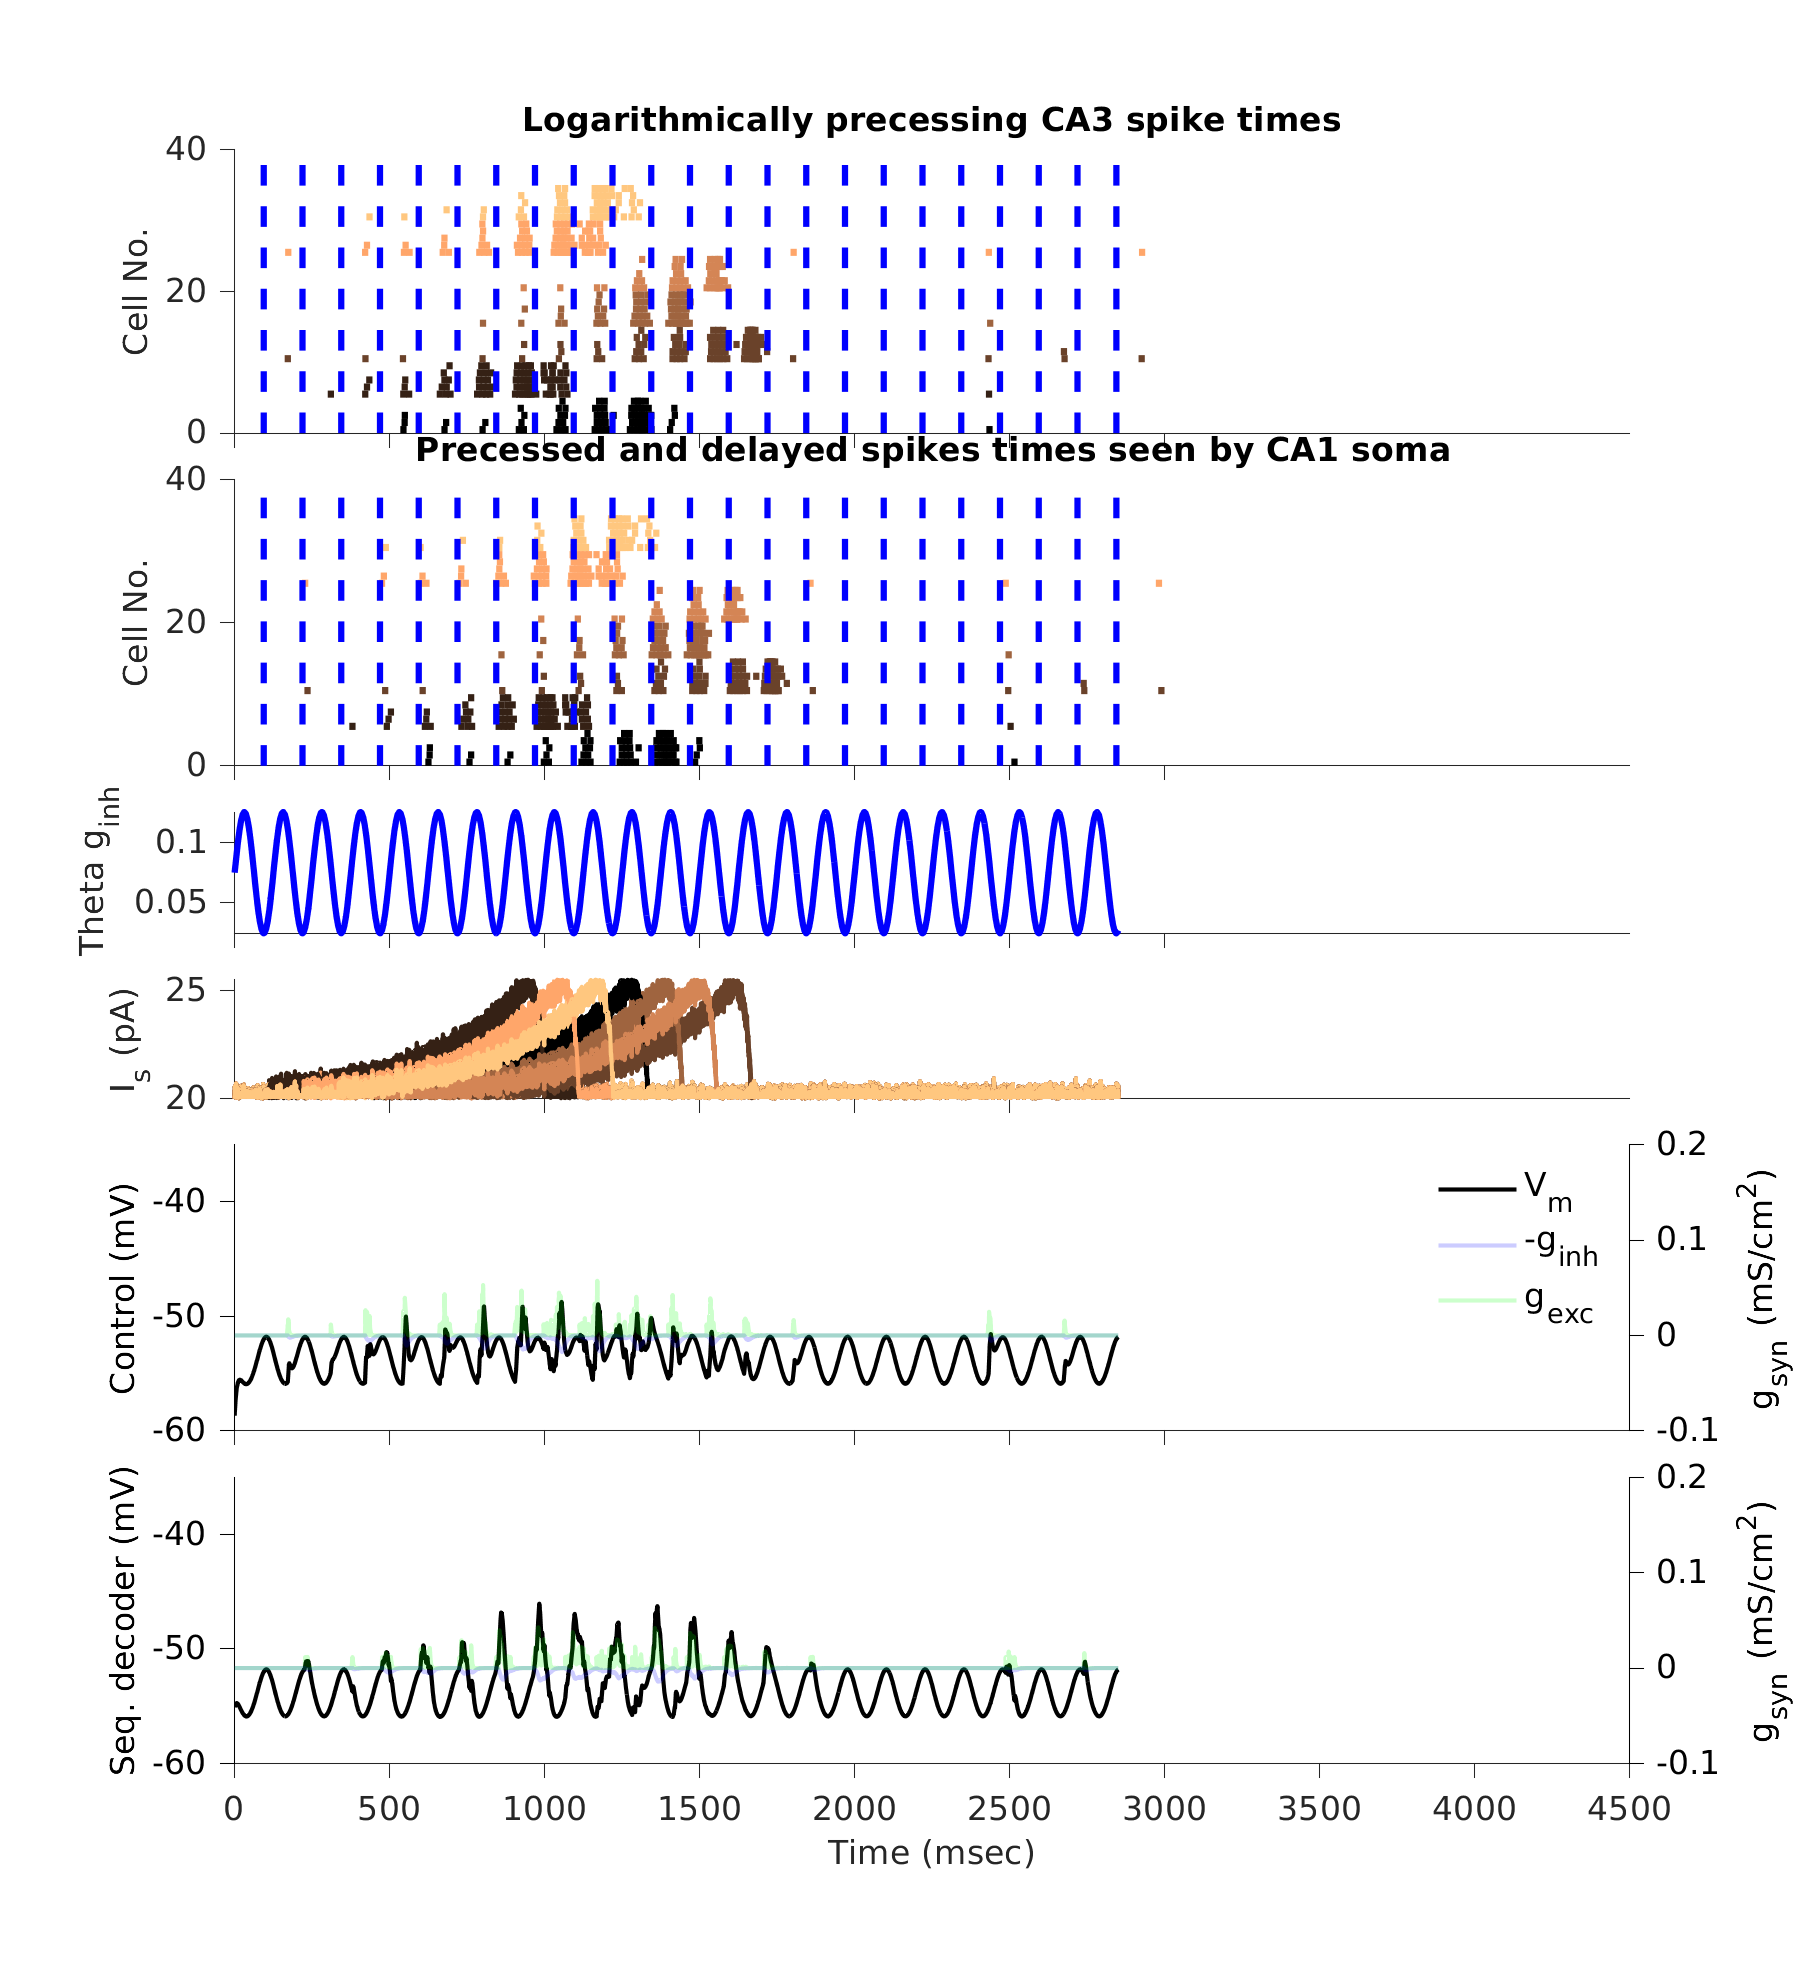 Logarithmically precessing CA3 spike times
40
20
0
Cell No.
Precessed and delayed spikes times seen by CA1 soma
40
20
0
Cell No.
0.1
0.05
Theta g_inh
25
20
I_s (pA)
-40
-50
-60
Control (mV)
V_m
-g_inh
g_exc
0.2
0.1
0
-0.1
g_syn (mS/cm^2)
-40
-50
-60
Seq. decoder (mV)
0.2
0.1
0
-0.1
g_syn (mS/cm^2)
0 500 1000 1500 2000 2500 3000 3500 4000 4500
Time (msec)